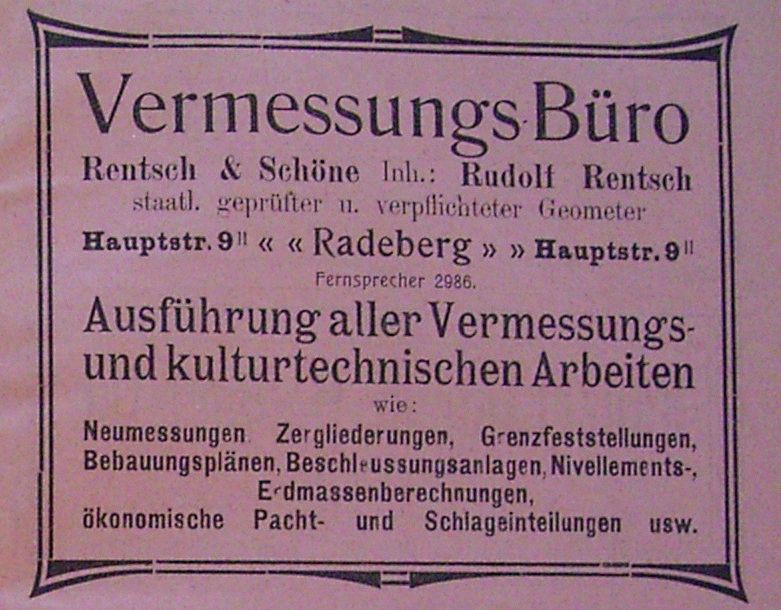 Vermessungs-Büro
Rentsch & Schöne Inh.: Rudolf Rentsch
staatl. geprüfter u. verpflichteter Geometer
Hauptstr. 9II « « Radeberg » » Hauptstr. 9II
Fernsprecher 2986.
Ausführung aller Vermessungs-
und kulturtechnischen Arbeiten
wie:
Neumessungen Zergliederungen, Grenzfeststellungen,
Bebauungsplänen, Beschleussungsanlagen, Nivellements-,
Erdmassenberechnungen,
ökonomische Pacht- und Schlageinteilungen usw.